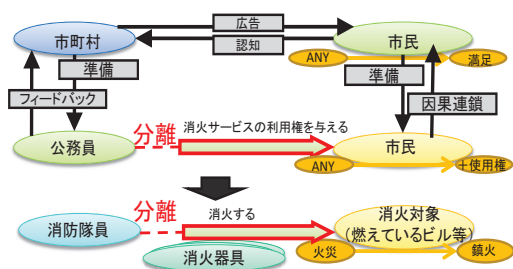 広告
市町村
認知
市民
ANY
満足
準備
準備
フィードバック
因果連鎖
分離
消火サービスの利用権を与える
公務員
市民
ANY
+使用権
分離
消火する
消防隊員
消火対象
(燃えているビル等)
消火器具
火災
鎮火